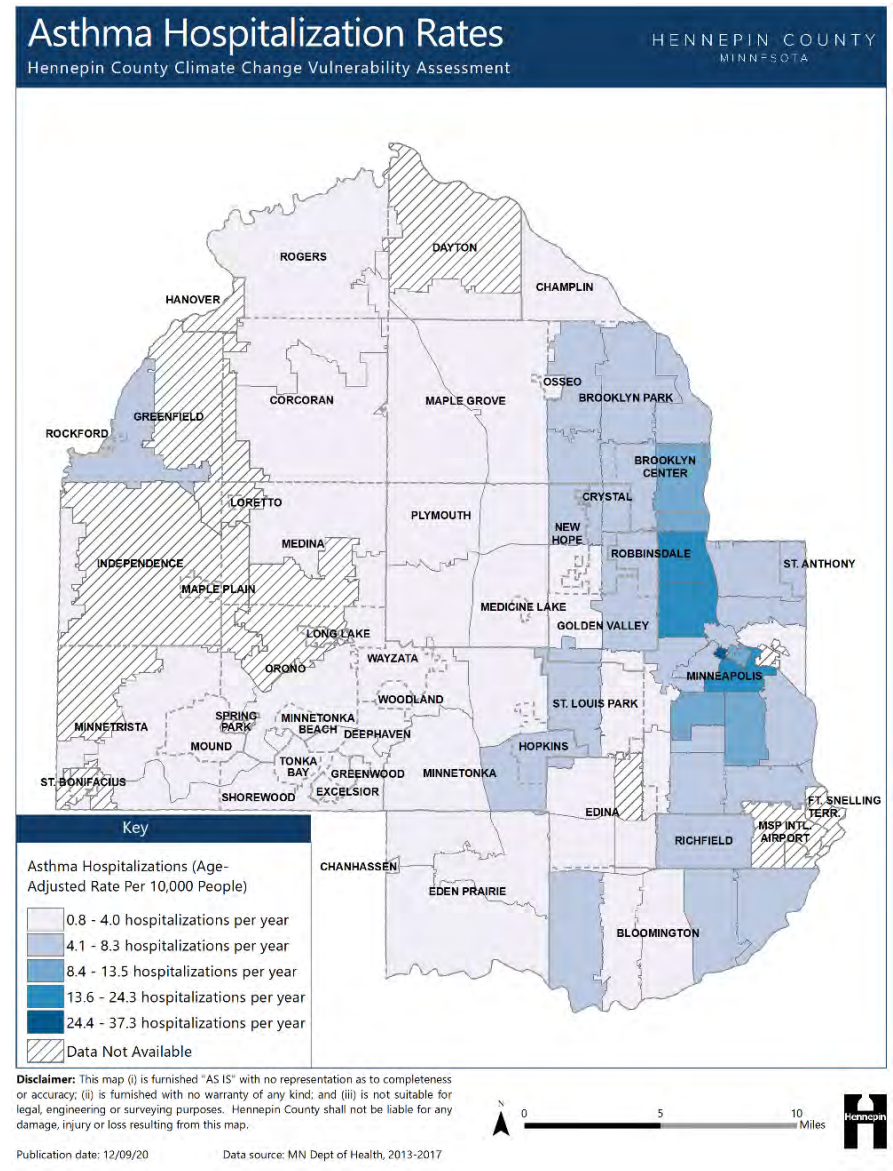 Asthma Hospitalization Rates
Hennepin County Climate Change Vulnerability Assessment
HENNEPIN COUNTY
MINNESOTA
DAYTON
ROGERS
CHAMPLIN
HANOVER
OSSEO
BROOKLYN PARK
CORCORAN
MAPLE GROVE
GREENFIELD
ROCKFORD
BROOKLYN
CENTER
CRYSTAL
LORETTO
PLYMOUTH
NEW
HOPE
MEDINA
ROBBINSDALE
INDEPENDENCE
ST. ANTHONY
MAPLE PLAIN
MEDICINE LAKE
GOLDEN VALLEY
LONG LAKE
WAYZATA
ORONO
MINNEAPOLIS
WOODLAND
ST. LOUIS PARK
SPRING
PARK
MINNETONKA
BEACH
MINNETRISTA
DEEPHAVEN
MOUND
HOPKINS
TONKA
BAY
GREENWOOD
MINNETONKA
ST. BONIFACIUS
EXCELSIOR
SHOREWOOD
EDINA
FT. SNELLING
TERR.
MSP INTL.
AIRPORT
RICHFIELD
CHANHASSEN
EDEN PRAIRIE
BLOOMINGTON
Key
Asthma Hospitalizations (Age-
Adjusted Rate Per 10,000 People)
0.8 - 4.0 hospitalizations per year
4.1 - 8.3 hospitalizations per year
8.4 - 13.5 hospitalizations per year
13.6 - 24.3 hospitalizations per year
24.4 - 37.3 hospitalizations per year
Data Not Available
Disclaimer: This map (i) is furnished "AS IS" with no representation as to completeness
or accuracy; (ii) is furnished with no warranty of any kind; and (iii) is not suitable for
legal, engineering or surveying purposes. Hennepin County shall not be liable for any
damage, injury or loss resulting from this map.
Publication date: 12/09/20
Data source: MN Dept of Health, 2013-2017
N
0 5 10
Miles
Hennepin